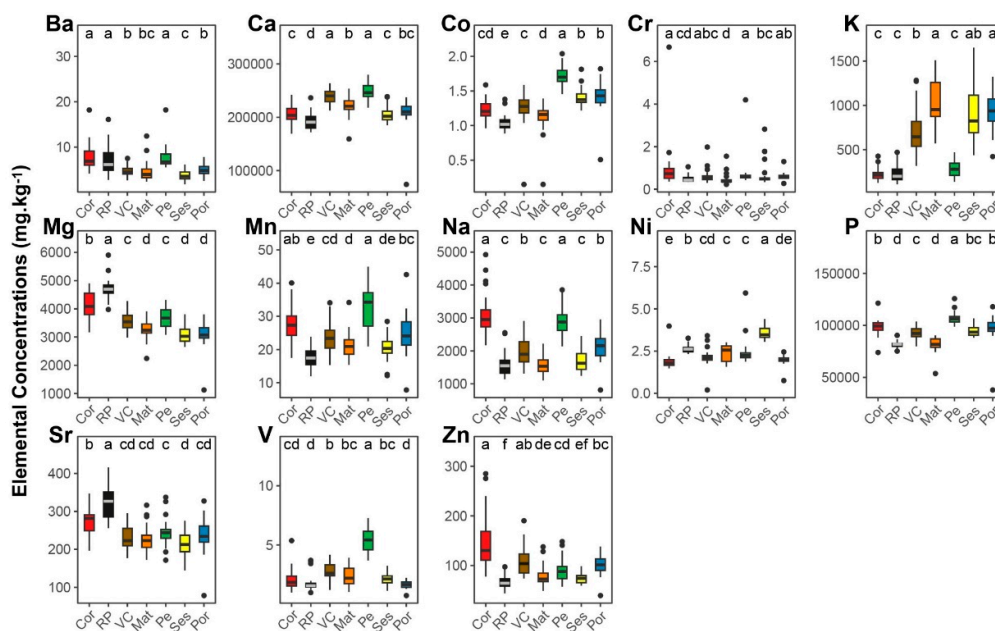 Elemental Concentrations (mg.kg⁻¹)
Ba Ca Co Cr K
a a b bc a c b
c d a b a c bc
cd e c d a b b
a cd abc d a bc ab
c c b a c ab a
30 300000 2.0 6 1500
20 200000 1.5 4 1000
10 100000 1.0 2 500
0.5 0
Cor RP VC Mat Pe Ses Por
Cor RP VC Mat Pe Ses Por
Cor RP VC Mat Pe Ses Por
Cor RP VC Mat Pe Ses Por
Cor RP VC Mat Pe Ses Por
Mg Mn Na Ni P
b a c d c d d
ab e cd d a de bc
a c b c a c b
e b cd bc c a de
b d c d a bc b
6000 40 5000 7.5 150000
5000 30 4000 5.0 100000
4000 20 3000 2.5 50000
3000 10 2000 0.0
2000 1000
1000
Cor RP VC Mat Pe Ses Por
Cor RP VC Mat Pe Ses Por
Cor RP VC Mat Pe Ses Por
Cor RP VC Mat Pe Ses Por
Cor RP VC Mat Pe Ses Por
Sr V Zn
b a cd cd c d cd
cd d b bc a bc d
a f ab de cd ef bc
400 5 300
300 200
200 100
100
Cor RP VC Mat Pe Ses Por
Cor RP VC Mat Pe Ses Por
Cor RP VC Mat Pe Ses Por